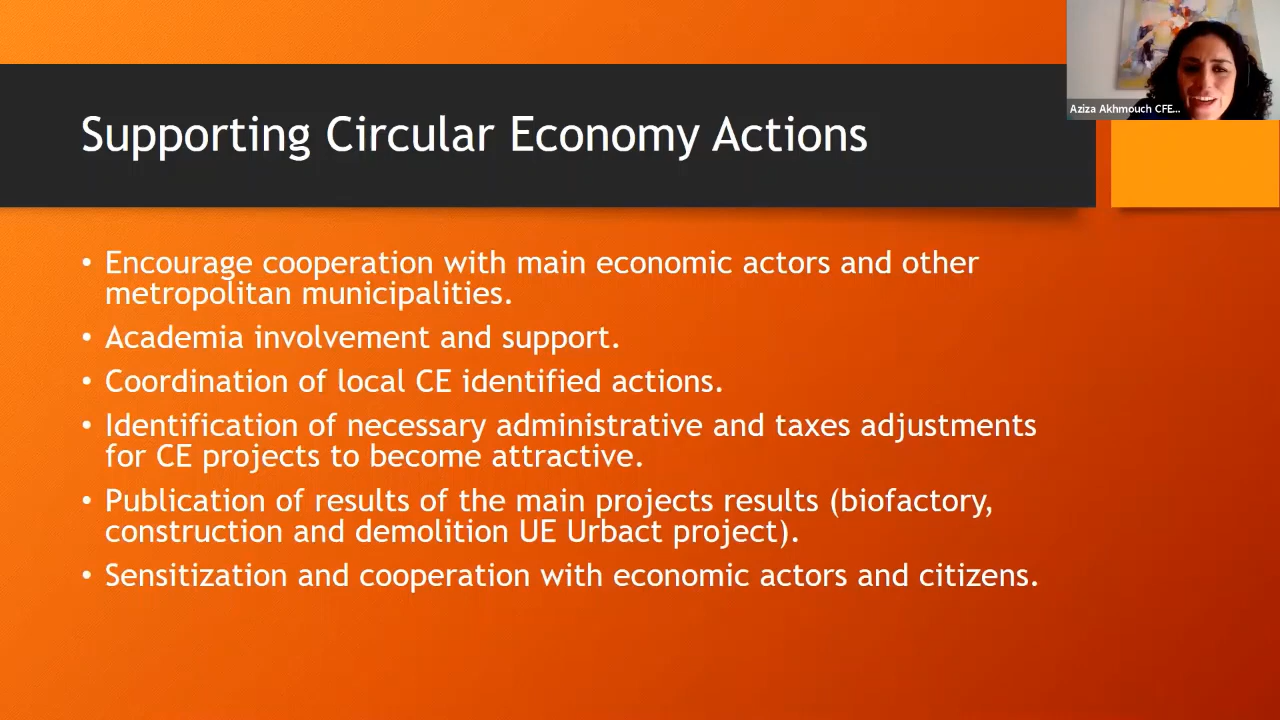 Supporting Circular Economy Actions
Aziza Akhmouch CFE...
• Encourage cooperation with main economic actors and other
metropolitan municipalities.
• Academia involvement and support.
• Coordination of local CE identified actions.
• Identification of necessary administrative and taxes adjustments
for CE projects to become attractive.
• Publication of results of the main projects results (biofactory,
construction and demolition UE Urbact project).
• Sensitization and cooperation with economic actors and citizens.